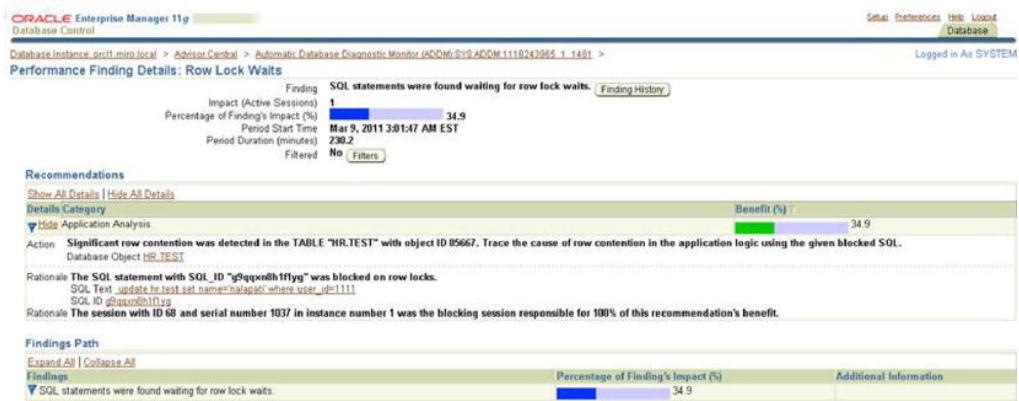 ORACLE Enterprise Manager 11g
Database Control
Setup Preferences Help Logout
Database
Database Instance: orcl1.miro.local > Advisor Central > Automatic Database Diagnostic Monitor (ADDM):SYS.ADDM:1118243965_1_1401 >
Logged in As SYSTEM
Performance Finding Details: Row Lock Waits
Finding SQL statements were found waiting for row lock waits. Finding History
Impact (Active Sessions) 1
Percentage of Finding's Impact (%) 34.9
Period Start Time Mar 9, 2011 3:01:47 AM EST
Period Duration (minutes) 230.2
Filtered No Filters
Recommendations
Show All Details | Hide All Details
Details Category Benefit (%)
Hide Application Analysis 34.9
Action Significant row contention was detected in the TABLE "HR.TEST" with object ID 85667. Trace the cause of row contention in the application logic using the given blocked SQL.
Database Object HR.TEST
Rationale The SQL statement with SQL_ID "g9qqxn8h1f1yg" was blocked on row locks.
SQL Text update hr.test set name='halapati' where user_id=1111
SQL ID g9qqxn8h1f1yg
Rationale The session with ID 68 and serial number 1037 in instance number 1 was the blocking session responsible for 100% of this recommendation's benefit.
Findings Path
Expand All | Collapse All
Findings Percentage of Finding's Impact (%) Additional Information
SQL statements were found waiting for row lock waits. 34.9